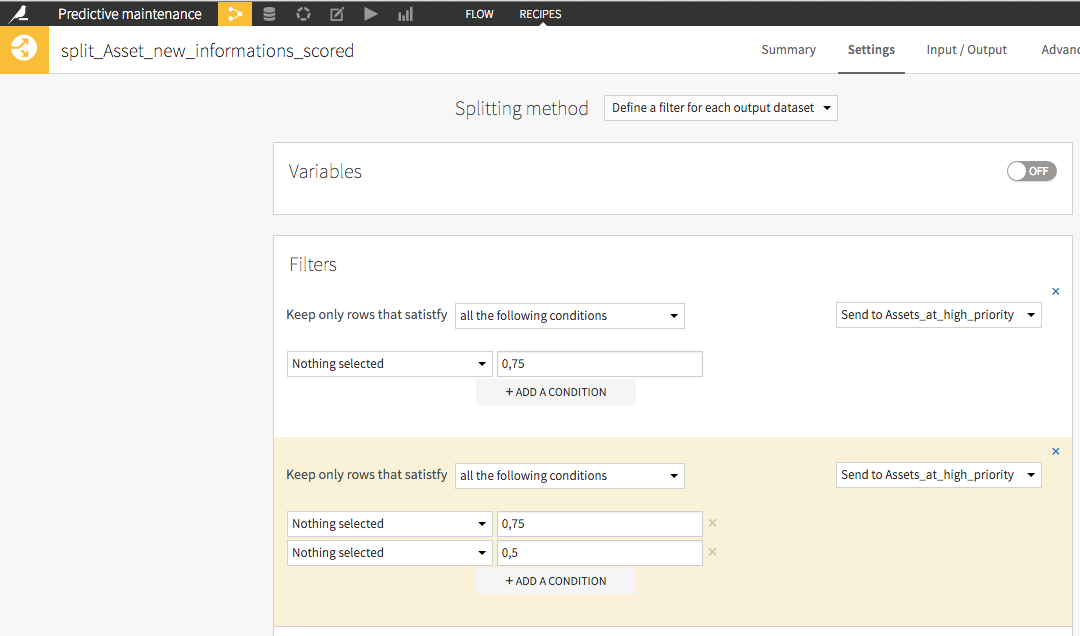 Predictive maintenance FLOW RECIPES
split_Asset_new_informations_scored Summary Settings Input / Output Advanc
Splitting method Define a filter for each output dataset
Variables OFF
Filters
Keep only rows that satistfy all the following conditions Send to Assets_at_high_priority
Nothing selected 0,75
+ ADD A CONDITION
Keep only rows that satistfy all the following conditions Send to Assets_at_high_priority
Nothing selected 0,75
Nothing selected 0,5
+ ADD A CONDITION